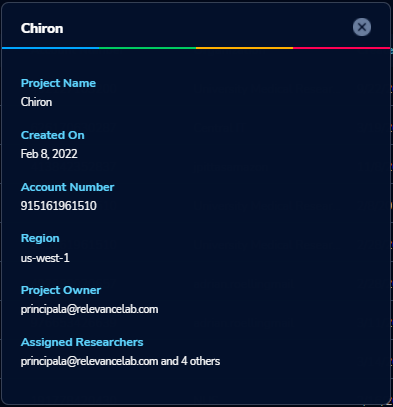 Chiron
Project Name
Chiron
Created On
Feb 8, 2022
Account Number
915161961510
Region
us-west-1
Project Owner
principala@relevancelab.com
Assigned Researchers
principala@relevancelab.com and 4 others